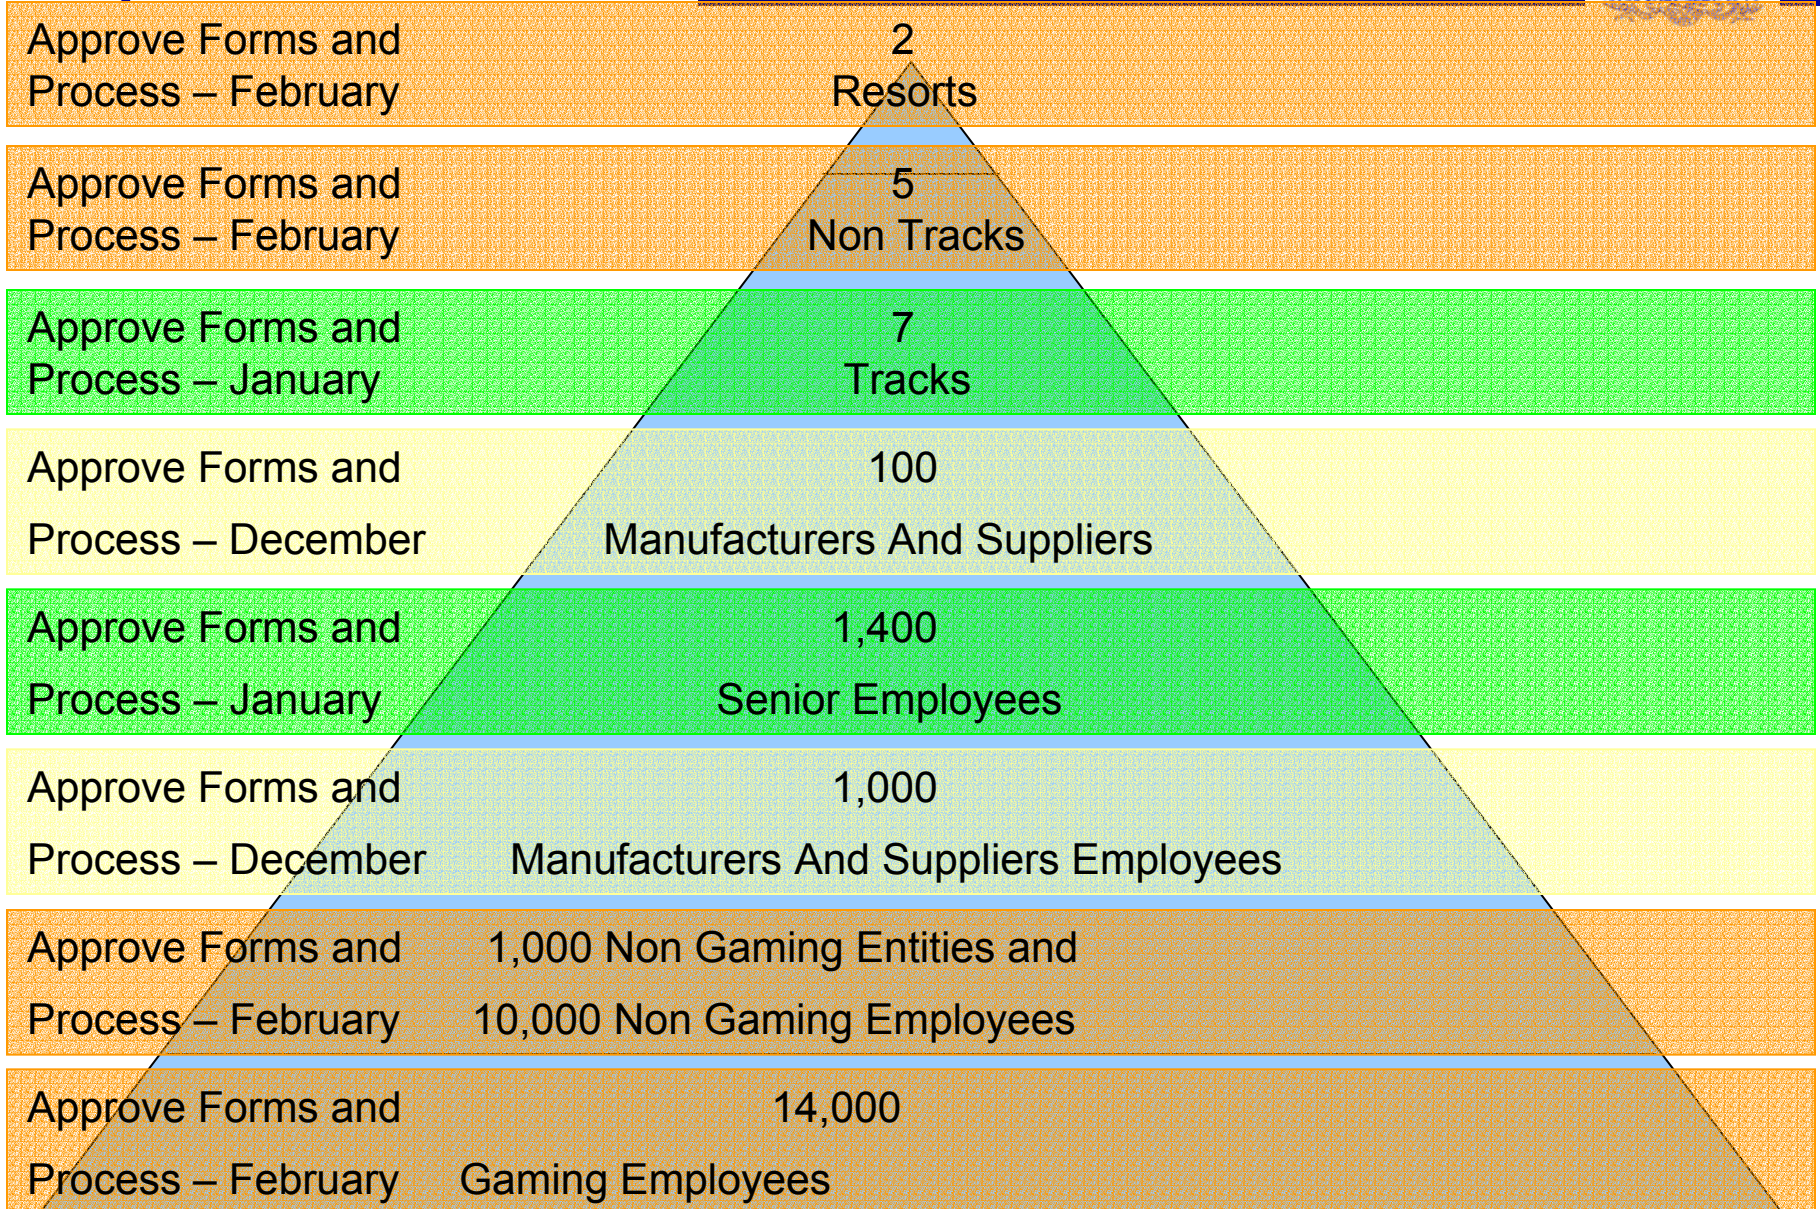 Approve Forms and
Process – February
2
Resorts
Approve Forms and
Process – February
5
Non Tracks
Approve Forms and
Process – January
7
Tracks
Approve Forms and
Process – December
100
Manufacturers And Suppliers
Approve Forms and
Process – January
1,400
Senior Employees
Approve Forms and
Process – December
1,000
Manufacturers And Suppliers Employees
Approve Forms and
Process – February
1,000 Non Gaming Entities and
10,000 Non Gaming Employees
Approve Forms and
Process – February
14,000
Gaming Employees